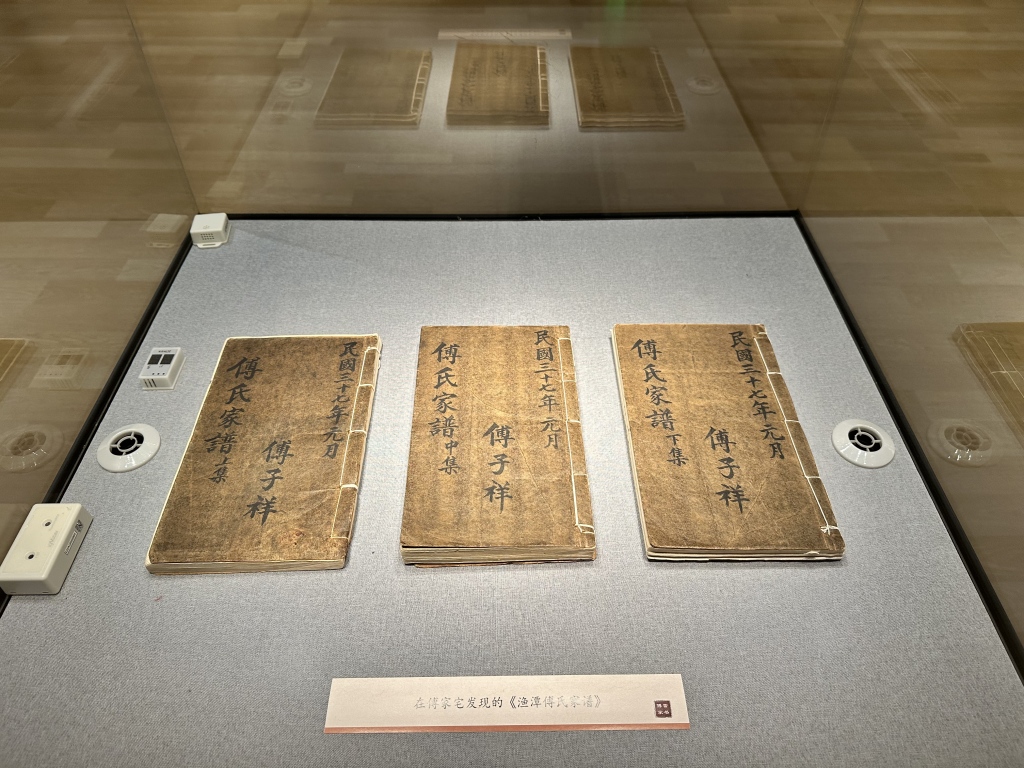 民國三十七年元月
傅子祥
傅氏家譜上集
民國三十七年元月
傅子祥
傅氏家譜中集
民國三十七年元月
傅子祥
傅氏家譜下集
在傅家宅发现的《渔潭傅氏家谱》